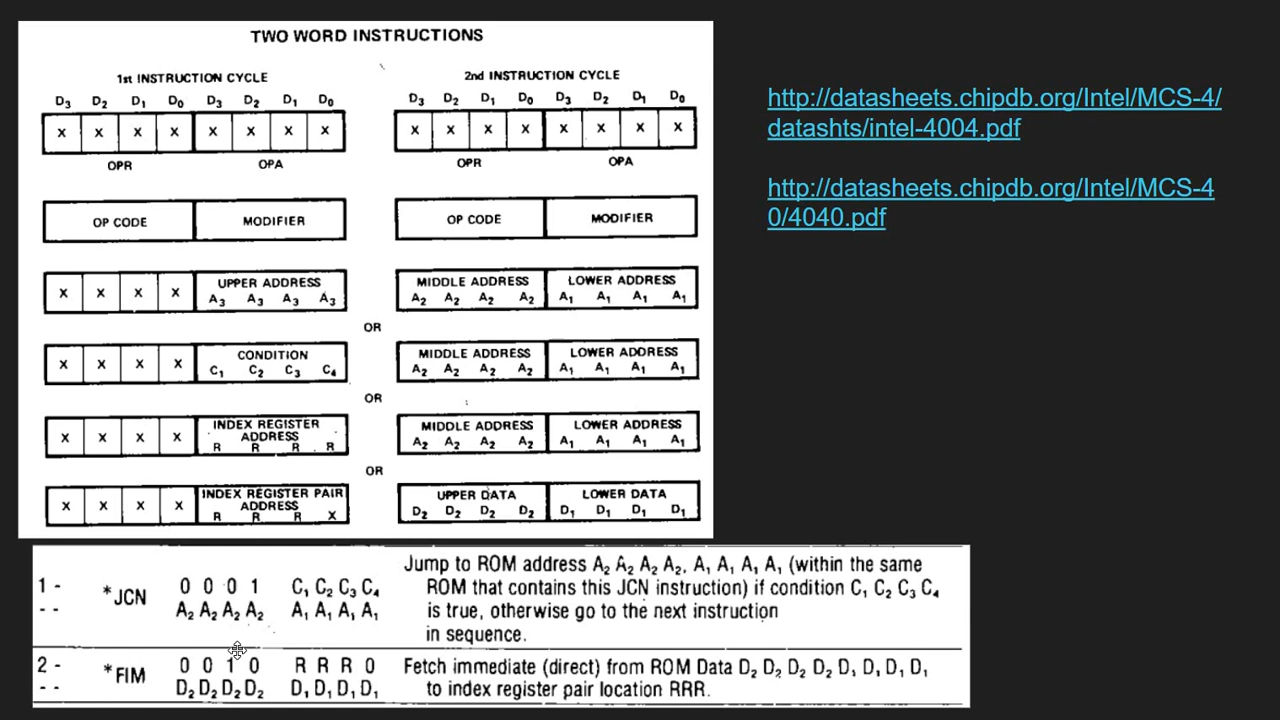 TWO WORD INSTRUCTIONS
1st INSTRUCTION CYCLE
D3 D2 D1 D0 D3 D2 D1 D0
X X X X X X X X
OPR OPA
OP CODE MODIFIER
X X X X UPPER ADDRESS
A3 A3 A3 A3
X X X X CONDITION
C1 C2 C3 C4
X X X X INDEX REGISTER
ADDRESS
R R R R
X X X X INDEX REGISTER PAIR
ADDRESS
R R R X
OR
OR
OR
2nd INSTRUCTION CYCLE
D3 D2 D1 D0 D3 D2 D1 D0
X X X X X X X X
OPR OPA
OP CODE MODIFIER
MIDDLE ADDRESS LOWER ADDRESS
A2 A2 A2 A2 A1 A1 A1 A1
MIDDLE ADDRESS LOWER ADDRESS
A2 A2 A2 A2 A1 A1 A1 A1
MIDDLE ADDRESS LOWER ADDRESS
A2 A2 A2 A2 A1 A1 A1 A1
UPPER DATA LOWER DATA
D2 D2 D2 D2 D1 D1 D1 D1
http://datasheets.chipdb.org/Intel/MCS-4/
datashts/intel-4004.pdf
http://datasheets.chipdb.org/Intel/MCS-4
0/4040.pdf
1 - *JCN 0 0 0 1 C1 C2 C3 C4
- - A2 A2 A2 A2 A1 A1 A1 A1
Jump to ROM address A2 A2 A2 A2, A1 A1 A1 A1 (within the same
ROM that contains this JCN instruction) if condition C1 C2 C3 C4
is true, otherwise go to the next instruction
in sequence.
2 - *FIM 0 0 1 0 R R R 0
- - D2 D2 D2 D2 D1 D1 D1 D1
Fetch immediate (direct) from ROM Data D2 D2 D2 D2 D1 D1 D1 D1
to index register pair location RRR.